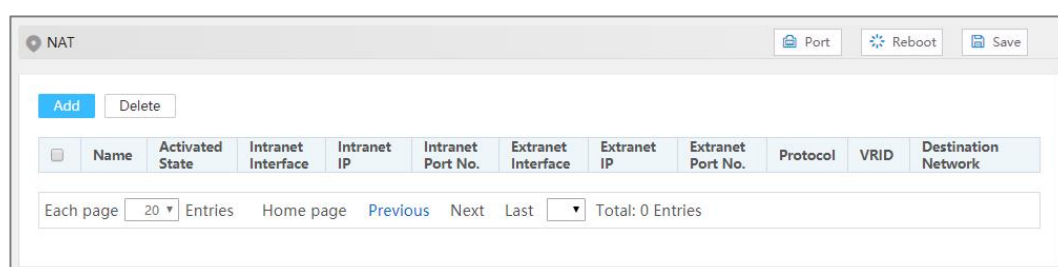 NAT Port Reboot Save
Add Delete
Name Activated State Intranet Interface Intranet IP Intranet Port No. Extranet Interface Extranet IP Extranet Port No. Protocol VRID Destination Network
Each page 20 Entries Home page Previous Next Last Total: 0 Entries